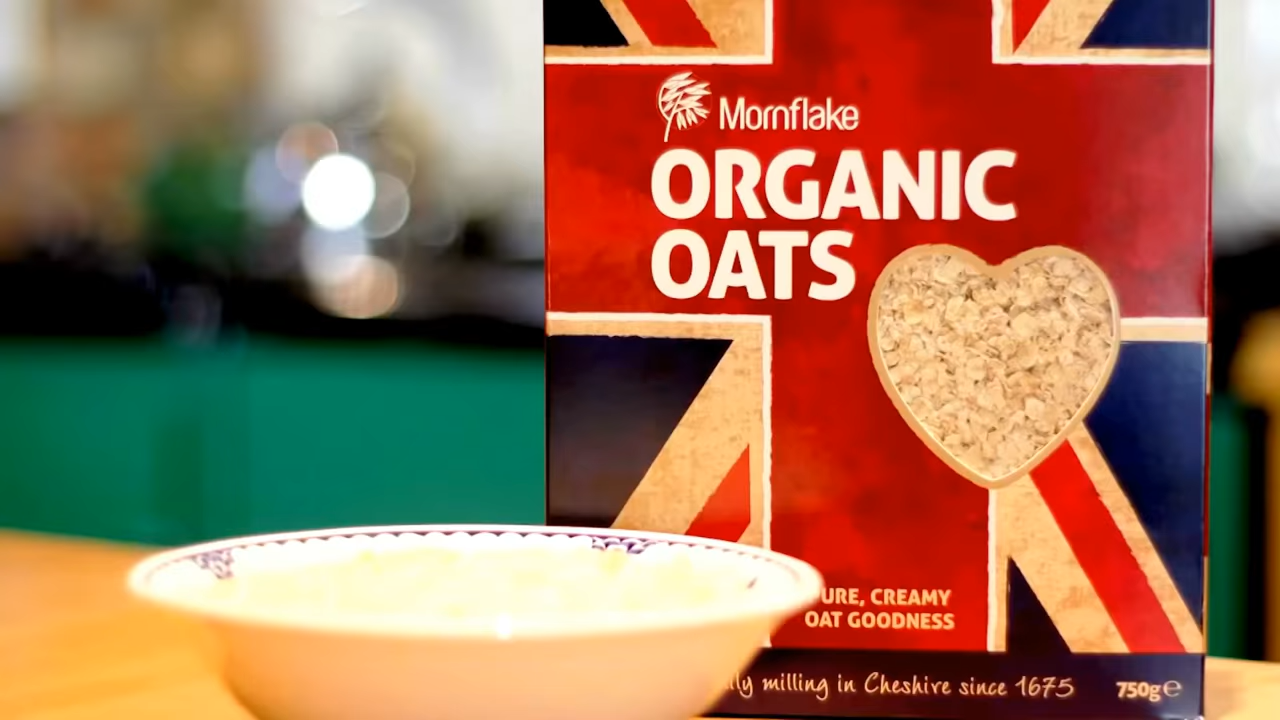 Mornflake
ORGANIC
OATS
URE, CREAMY
OAT GOODNESS
lly milling in Cheshire since 1675
750g e